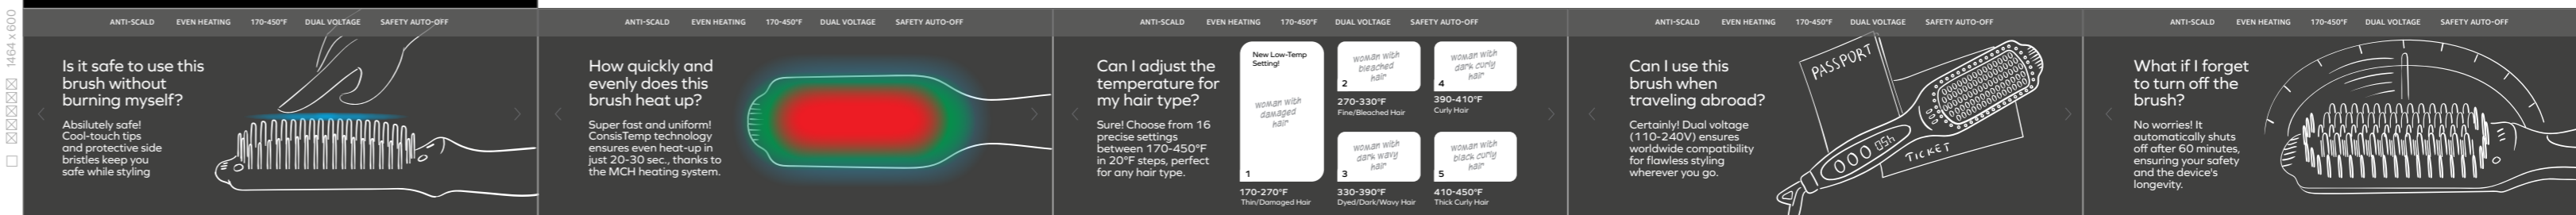 1464 x 600
ANTI-SCALD EVEN HEATING 170-450°F DUAL VOLTAGE SAFETY AUTO-OFF
Is it safe to use this
brush without
burning myself?
Absilutely safe!
Cool-touch tips
and protective side
bristles keep you
safe while styling
ANTI-SCALD EVEN HEATING 170-450°F DUAL VOLTAGE SAFETY AUTO-OFF
How quickly and
evenly does this
brush heat up?
Super fast and uniform!
ConsisTemp technology
ensures even heat-up in
just 20-30 sec., thanks to
the MCH heating system.
ANTI-SCALD EVEN HEATING 170-450°F DUAL VOLTAGE SAFETY AUTO-OFF
Can I adjust the
temperature for
my hair type?
Sure! Choose from 16
precise settings
between 170-450°F
in 20°F steps, perfect
for any hair type.
New Low-Temp
Setting!
woman with
damaged
hair
1
170-270°F
Thin/Damaged Hair
woman with
bleached
hair
2
270-330°F
Fine/Bleached Hair
woman with
dark wavy
hair
3
330-390°F
Dyed/Dark/Wavy Hair
woman with
dark curly
hair
4
390-410°F
Curly Hair
woman with
black curly
hair
5
410-450°F
Thick Curly Hair
ANTI-SCALD EVEN HEATING 170-450°F DUAL VOLTAGE SAFETY AUTO-OFF
Can I use this
brush when
traveling abroad?
Certainly! Dual voltage
(110-240V) ensures
worldwide compatibility
for flawless styling
wherever you go.
PASSPORT
450
TICKET
ANTI-SCALD EVEN HEATING 170-450°F DUAL VOLTAGE SAFETY AUTO-OFF
What if I forget
to turn off the
brush?
No worries! It
automatically shuts
off after 60 minutes,
ensuring your safety
and the device's
longevity.